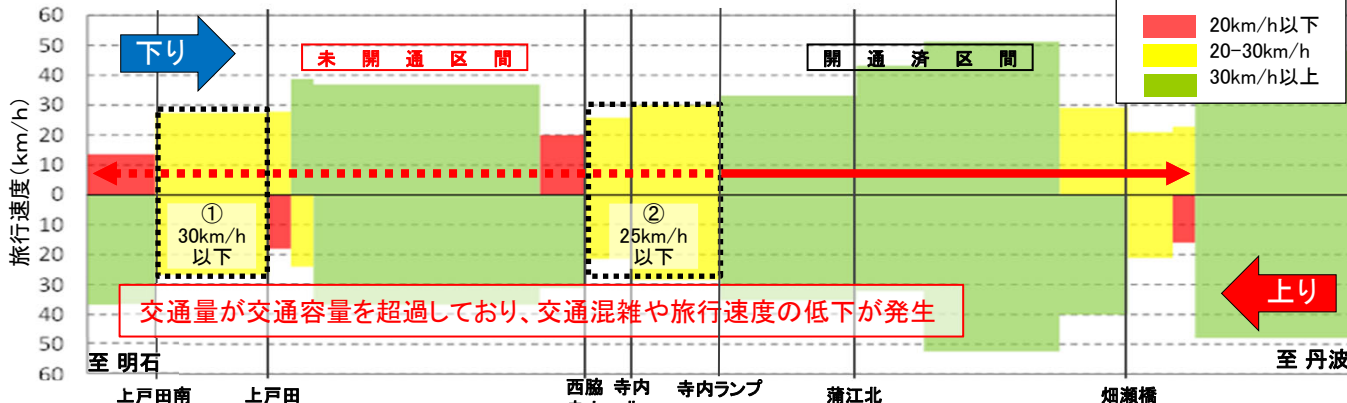 60
50
40
30
20
10
0
10
20
30
40
50
60
旅行速度(km/h)
下り
未開通区間
開通済区間
20km/h以下
20-30km/h
30km/h以上
①
30km/h
以下
②
25km/h
以下
交通量が交通容量を超過しており、交通混雑や旅行速度の低下が発生
上り
至 明石
至 丹波
上戸田南
上戸田
西脇
寺内
寺内ランプ
蒲江北
畑瀬橋